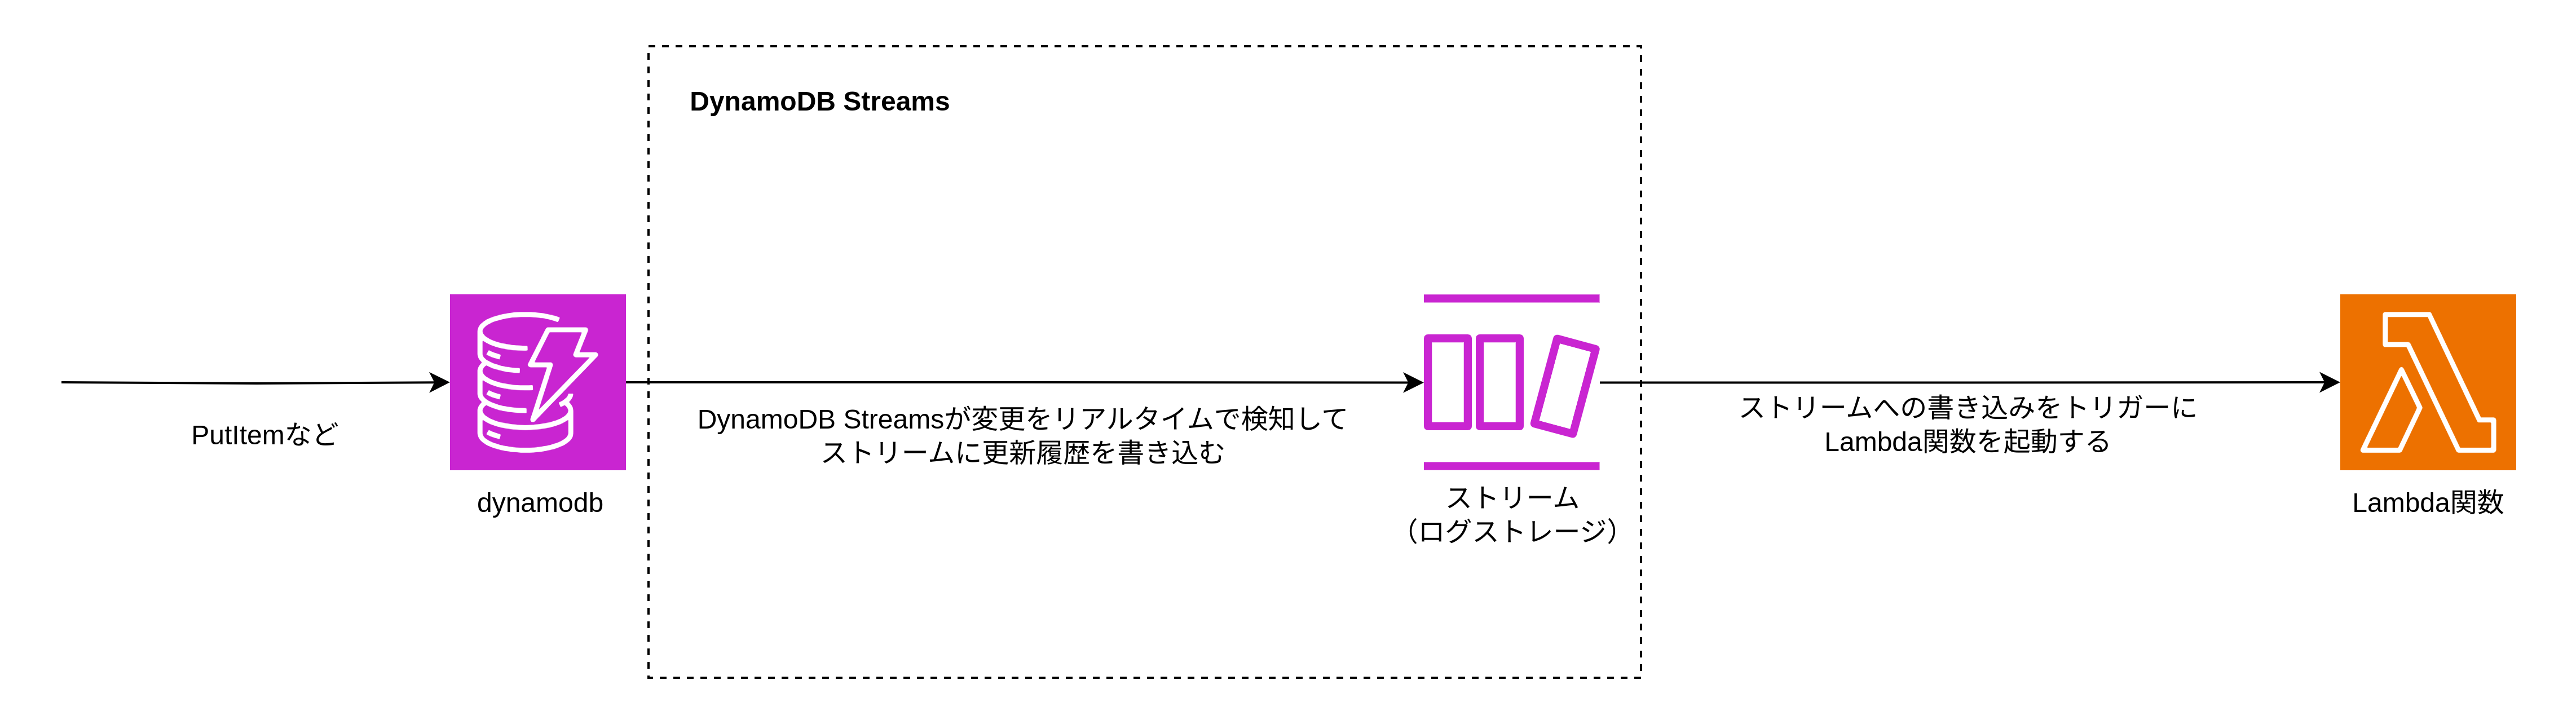 DynamoDB Streams
PutItemなど
dynamodb
DynamoDB Streamsが変更をリアルタイムで検知して
ストリームに更新履歴を書き込む
ストリーム
（ログストレージ）
ストリームへの書き込みをトリガーに
Lambda関数を起動する
Lambda関数